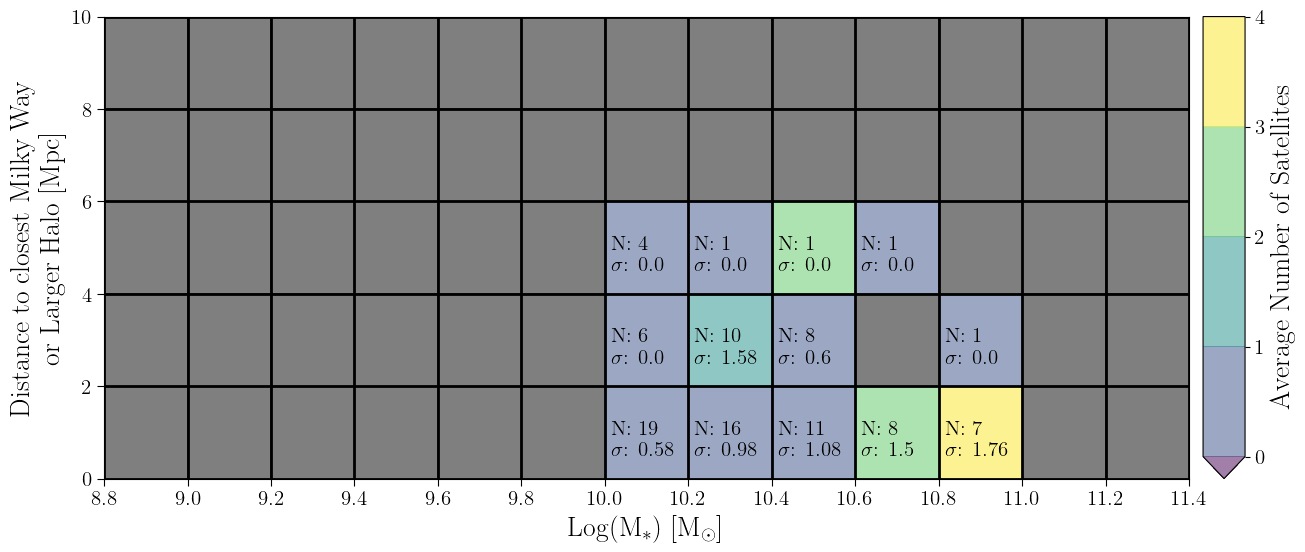 Distance to closest Milky Way
or Larger Halo [Mpc]
10
8
6
4
2
0
N: 4
σ: 0.0
N: 1
σ: 0.0
N: 1
σ: 0.0
N: 1
σ: 0.0
N: 6
σ: 0.0
N: 10
σ: 1.58
N: 8
σ: 0.6
N: 1
σ: 0.0
N: 19
σ: 0.58
N: 16
σ: 0.98
N: 11
σ: 1.08
N: 8
σ: 1.5
N: 7
σ: 1.76
8.8 9.0 9.2 9.4 9.6 9.8 10.0 10.2 10.4 10.6 10.8 11.0 11.2 11.4
Log(M∗) [M⊙]
4
3
2
1
0
Average Number of Satellites